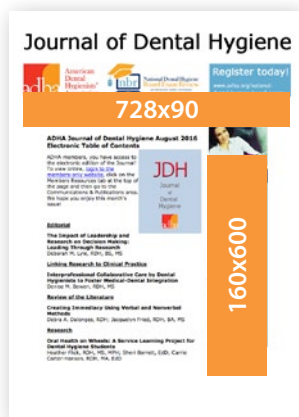 Journal of Dental Hygiene
adha
American
Dental
Hygienists'
nbr
National Dental Hygiene
Board Exam Review
Register today!
728x90
ADHA Journal of Dental Hygiene August 2016
Electronic Table of Contents
ADHA members, you have access to
the electronic edition of the Journal!
To view online, login to the
members-only website, click on the
Members Resources tab at the top of
the page and then go to the
Communications & Publications area.
We hope you enjoy this month's
issue!
JDH
Journal
of
Dental
Hygiene
160x600
Editorial
The Impact of Leadership and
Research on Decision Making:
Leading Through Research
Deborah M. Lyle, RDH, BS, MS
Linking Research to Clinical Practice
Interprofessional Collaborative Care by Dental
Hygienists to Foster Medical-Dental Integration
Denise M. Bowen, RDH, MS
Review of the Literature
Creating Immediacy Using Verbal and Nonverbal
Methods
Debra A. Dalonges, RDH; Jacquelyn Fried, RDH, BA, MS
Research
Oral Health on Wheels: A Service Learning Project for
Dental Hygiene Students
Heather Flick, RDH, MS, MPH; Sheri Barrett, EdD; Carrie
Carter-Hanson, RDH, MA, EdD